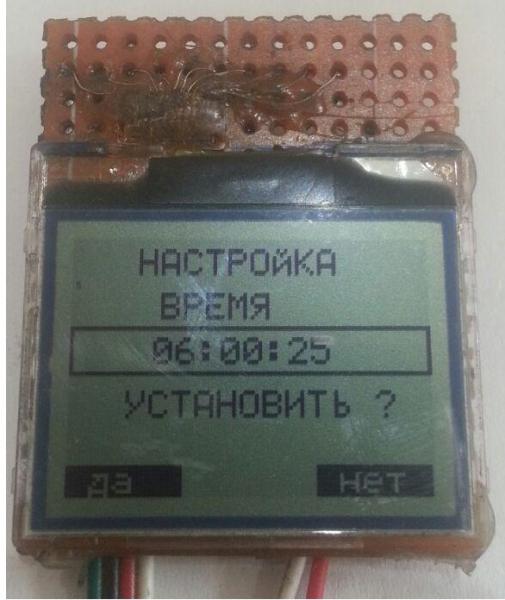 НАСТРОЙКА
ВРЕМЯ
06:00:25
УСТАНОВИТЬ ?
да нет